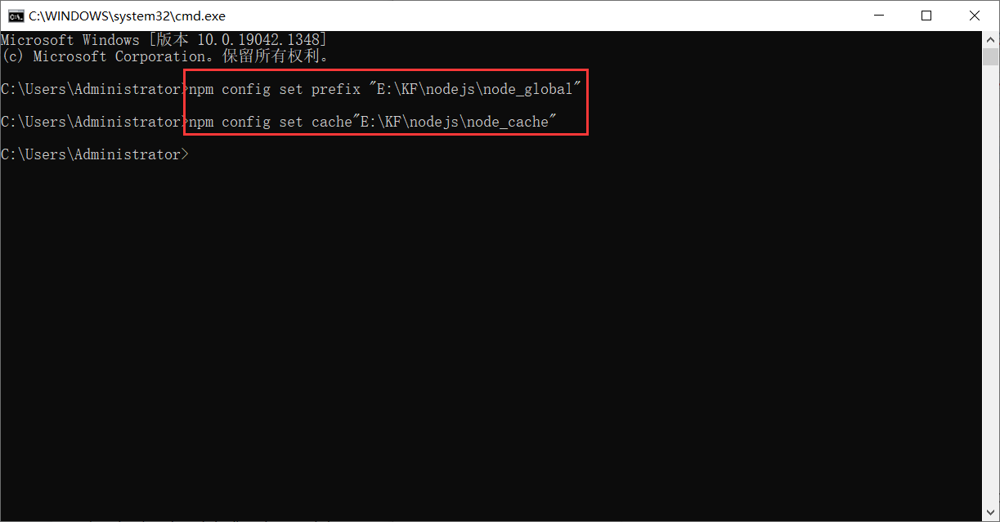 C:\WINDOWS\system32\cmd.exe
Microsoft Windows [版本 10.0.19042.1348]
(c) Microsoft Corporation。保留所有权利。
C:\Users\Administrator>npm config set prefix "E:\KF\nodejs\node_global"
C:\Users\Administrator>npm config set cache"E:\KF\nodejs\node_cache"
C:\Users\Administrator>